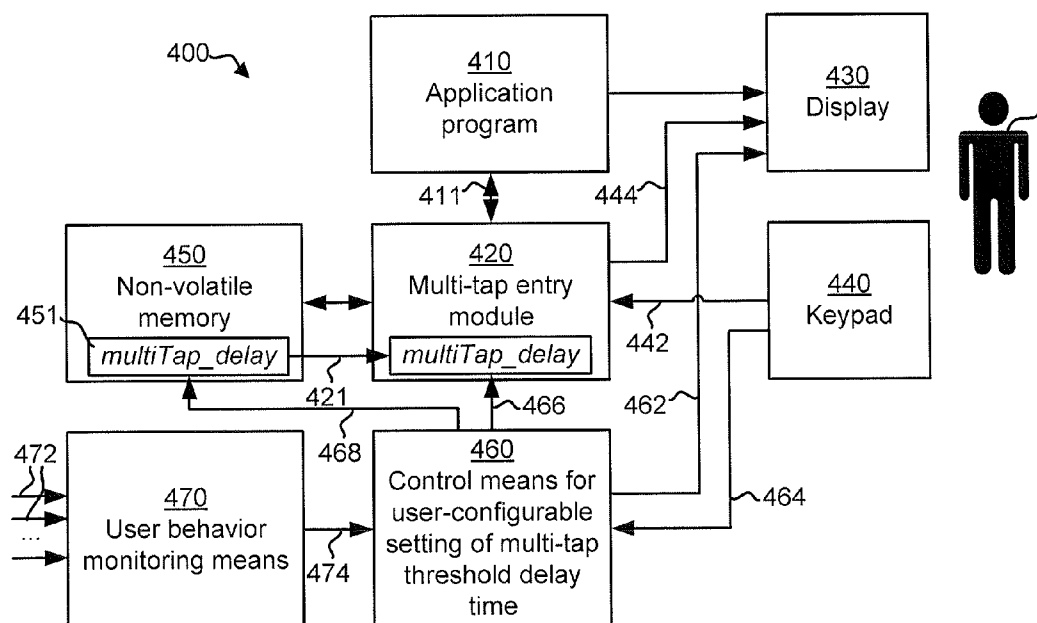 400
410
Application
program
430
Display
411
444
450
Non-volatile
memory
451
multiTap_delay
420
Multi-tap entry
module
multiTap_delay
440
Keypad
442
421
466
462
468
464
472
...
470
User behavior
monitoring means
474
460
Control means for
user-configurable
setting of multi-tap
threshold delay
time